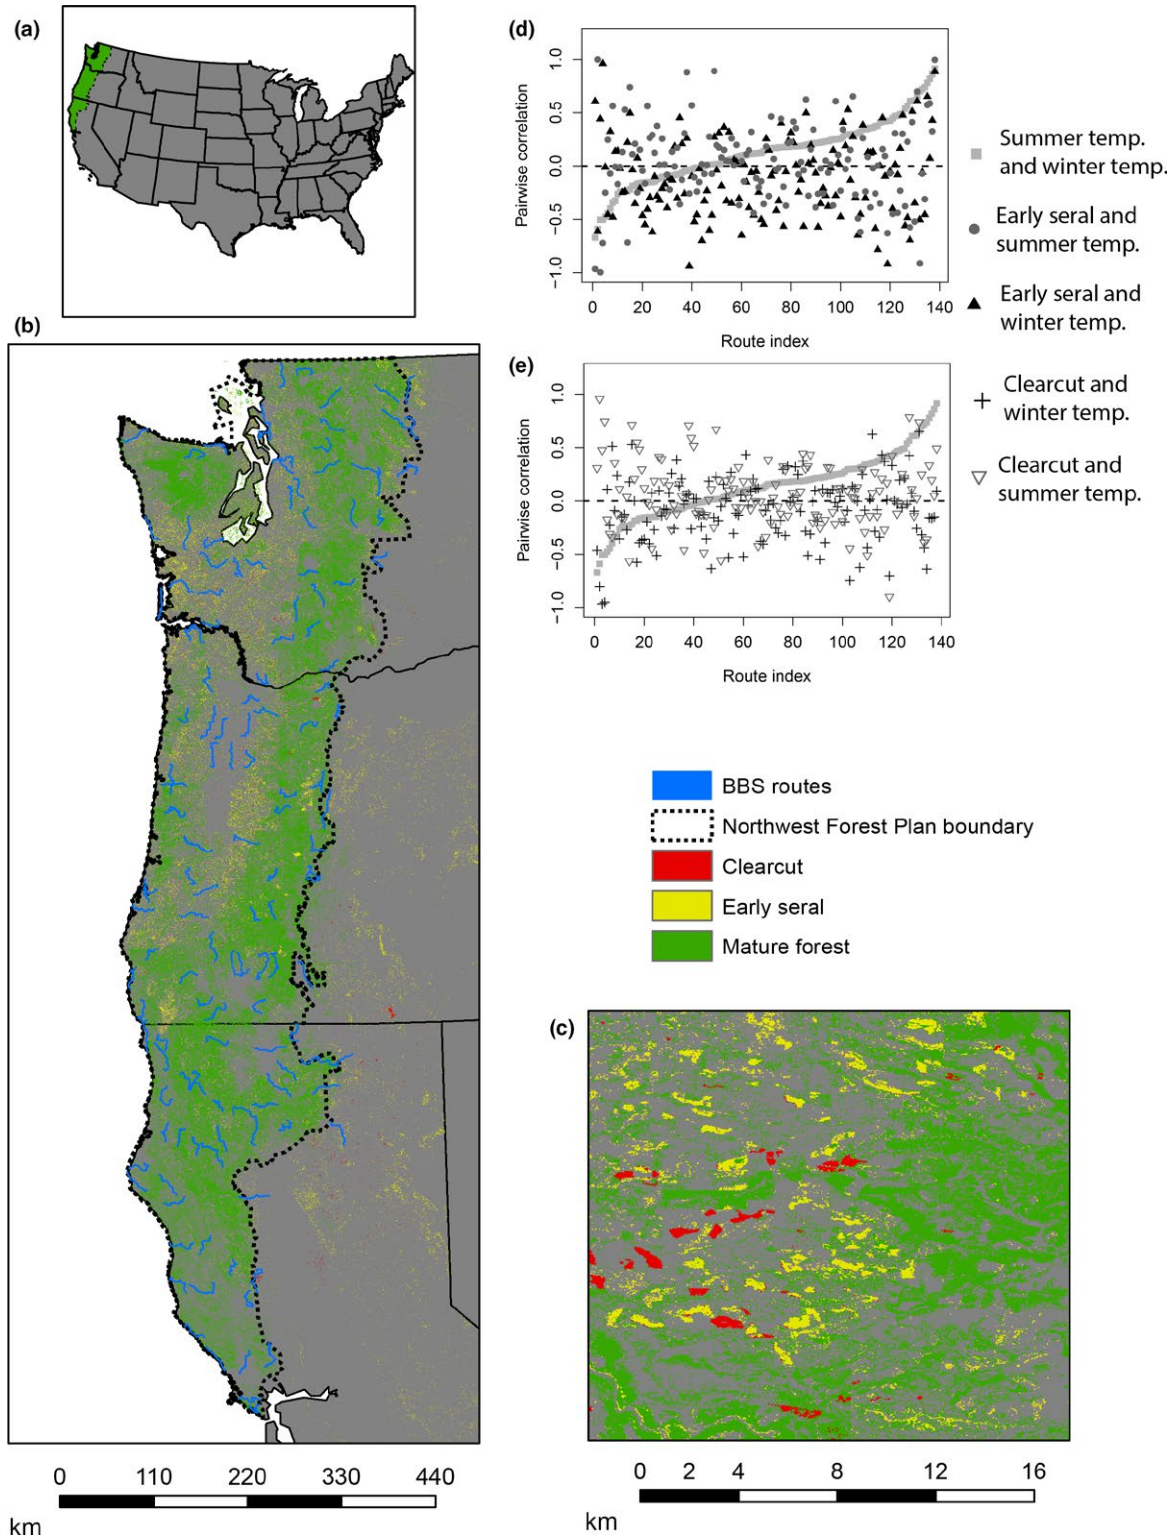 (a)
(b)
0 110 220 330 440
km
(d)
Pairwise correlation
1.0
0.5
0.0
−0.5
−1.0
0 20 40 60 80 100 120 140
Route index
Summer temp.
and winter temp.
Early seral and
summer temp.
Early seral and
winter temp.
(e)
Pairwise correlation
1.0
0.5
0.0
−0.5
−1.0
0 20 40 60 80 100 120 140
Route index
Clearcut and
winter temp.
Clearcut and
summer temp.
BBS routes
Northwest Forest Plan boundary
Clearcut
Early seral
Mature forest
(c)
0 2 4 8 12 16
km